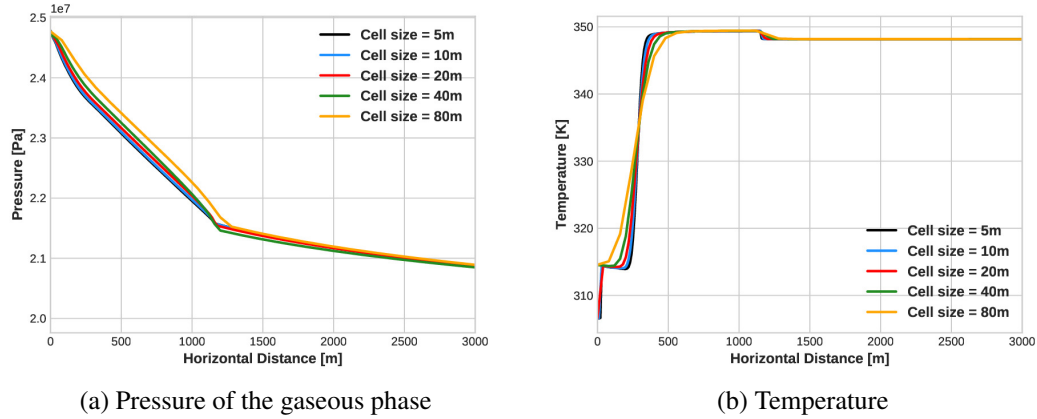 1e7
2.5
2.4
2.3
2.2
2.1
2.0
Pressure [Pa]
0 500 1000 1500 2000 2500 3000
Horizontal Distance [m]
Cell size = 5m
Cell size = 10m
Cell size = 20m
Cell size = 40m
Cell size = 80m
(a) Pressure of the gaseous phase
350
340
330
320
310
Temperature [K]
0 500 1000 1500 2000 2500 3000
Horizontal Distance [m]
Cell size = 5m
Cell size = 10m
Cell size = 20m
Cell size = 40m
Cell size = 80m
(b) Temperature